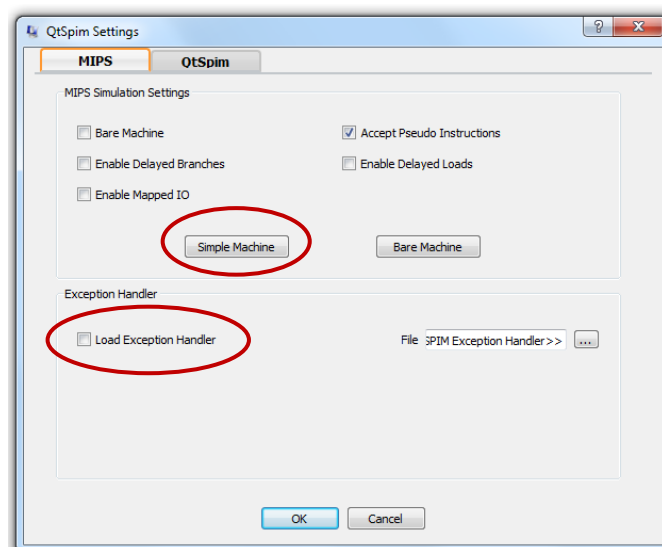 QtSpim Settings
MIPS QtSpim
MIPS Simulation Settings
Bare Machine Accept Pseudo Instructions
Enable Delayed Branches Enable Delayed Loads
Enable Mapped IO
Simple Machine Bare Machine
Exception Handler
Load Exception Handler File SPIM Exception Handler>> ...
OK Cancel